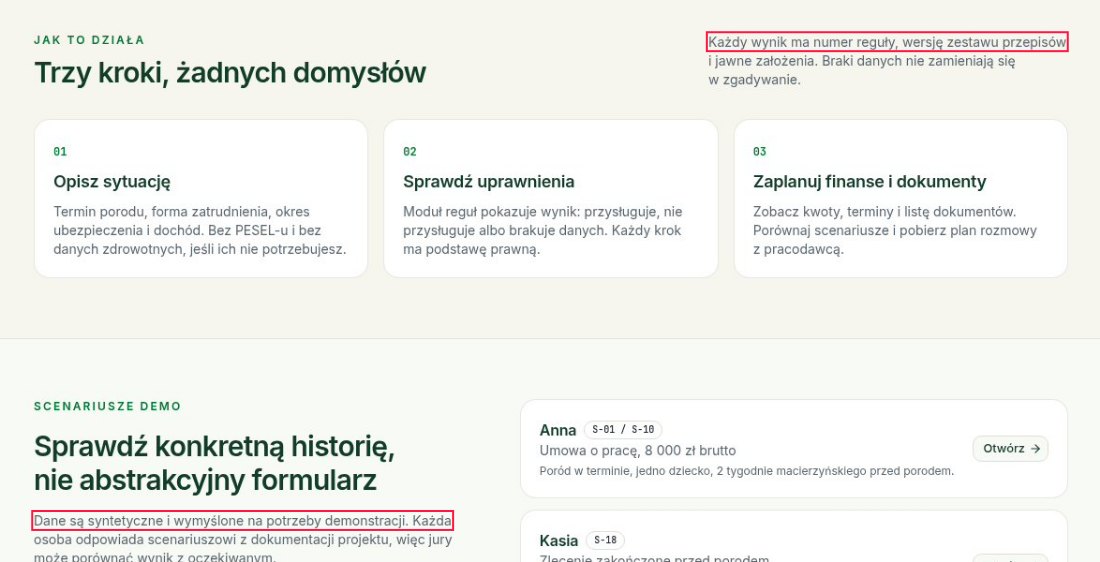 JAK TO DZIAŁA
Trzy kroki, żadnych domysłów
Każdy wynik ma numer reguły, wersję zestawu przepisów
i jawne założenia. Braki danych nie zamieniają się
w zgadywanie.
01
Opisz sytuację
Termin porodu, forma zatrudnienia, okres
ubezpieczenia i dochód. Bez PESEL-u i bez
danych zdrowotnych, jeśli ich nie potrzebujesz.
02
Sprawdź uprawnienia
Moduł reguł pokazuje wynik: przysługuje, nie
przysługuje albo brakuje danych. Każdy krok
ma podstawę prawną.
03
Zaplanuj finanse i dokumenty
Zobacz kwoty, terminy i listę dokumentów.
Porównaj scenariusze i pobierz plan rozmowy
z pracodawcą.
SCENARIUSZE DEMO
Sprawdź konkretną historię,
nie abstrakcyjny formularz
Dane są syntetyczne i wymyślone na potrzeby demonstracji. Każda
osoba odpowiada scenariuszowi z dokumentacji projektu, więc jury
może porównać wynik z oczekiwanym.
Anna S-01 / S-10
Umowa o pracę, 8 000 zł brutto
Poród w terminie, jedno dziecko, 2 tygodnie macierzyńskiego przed porodem.
Otwórz →
Kasia S-18
Zlecenie zakończone przed porodem